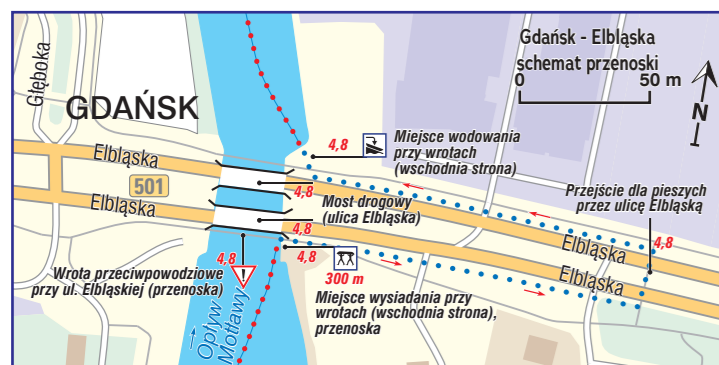 Gdańsk - Elbląska
schemat przenoski
0 50 m
N
Głęboka
GDAŃSK
Elbląska
501
Elbląska
4,8
Miejsce wodowania
przy wrotach
(wschodnia strona)
4,8
Most drogowy
(ulica Elbląska)
4,8
Przejście dla pieszych
przez ulicę Elbląską
4,8
Elbląska
Elbląska
4,8
!
Wrota przeciwpowodziowe
przy ul. Elbląskiej (przenoska)
4,8
300 m
Miejsce wysiadania przy
wrotach (wschodnia strona),
przenoska
Opływ
Motławy